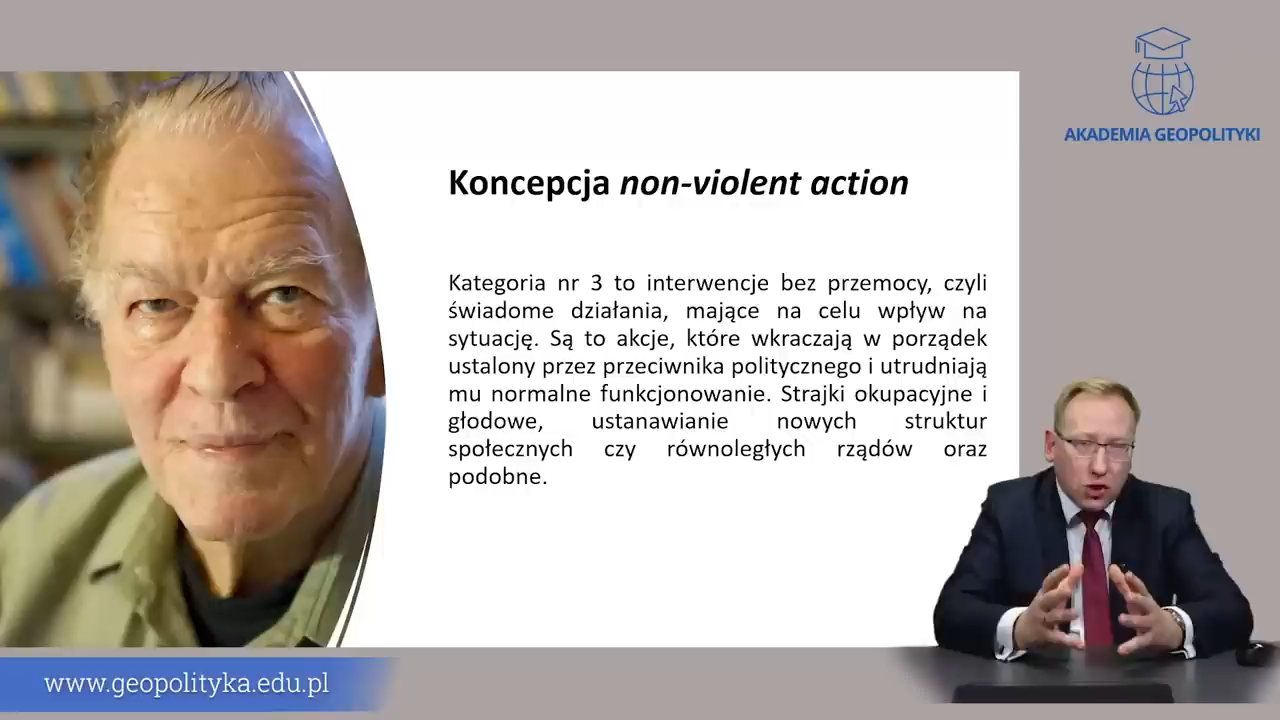 AKADEMIA GEOPOLITYKI
Koncepcja non-violent action
Kategoria nr 3 to interwencje bez przemocy, czyli
świadome działania, mające na celu wpływ na
sytuację. Są to akcje, które wkraczają w porządek
ustalony przez przeciwnika politycznego i utrudniają
mu normalne funkcjonowanie. Strajki okupacyjne i
głodowe, ustanawianie nowych struktur
społecznych czy równoległych rządów oraz
podobne.
www.geopolityka.edu.pl